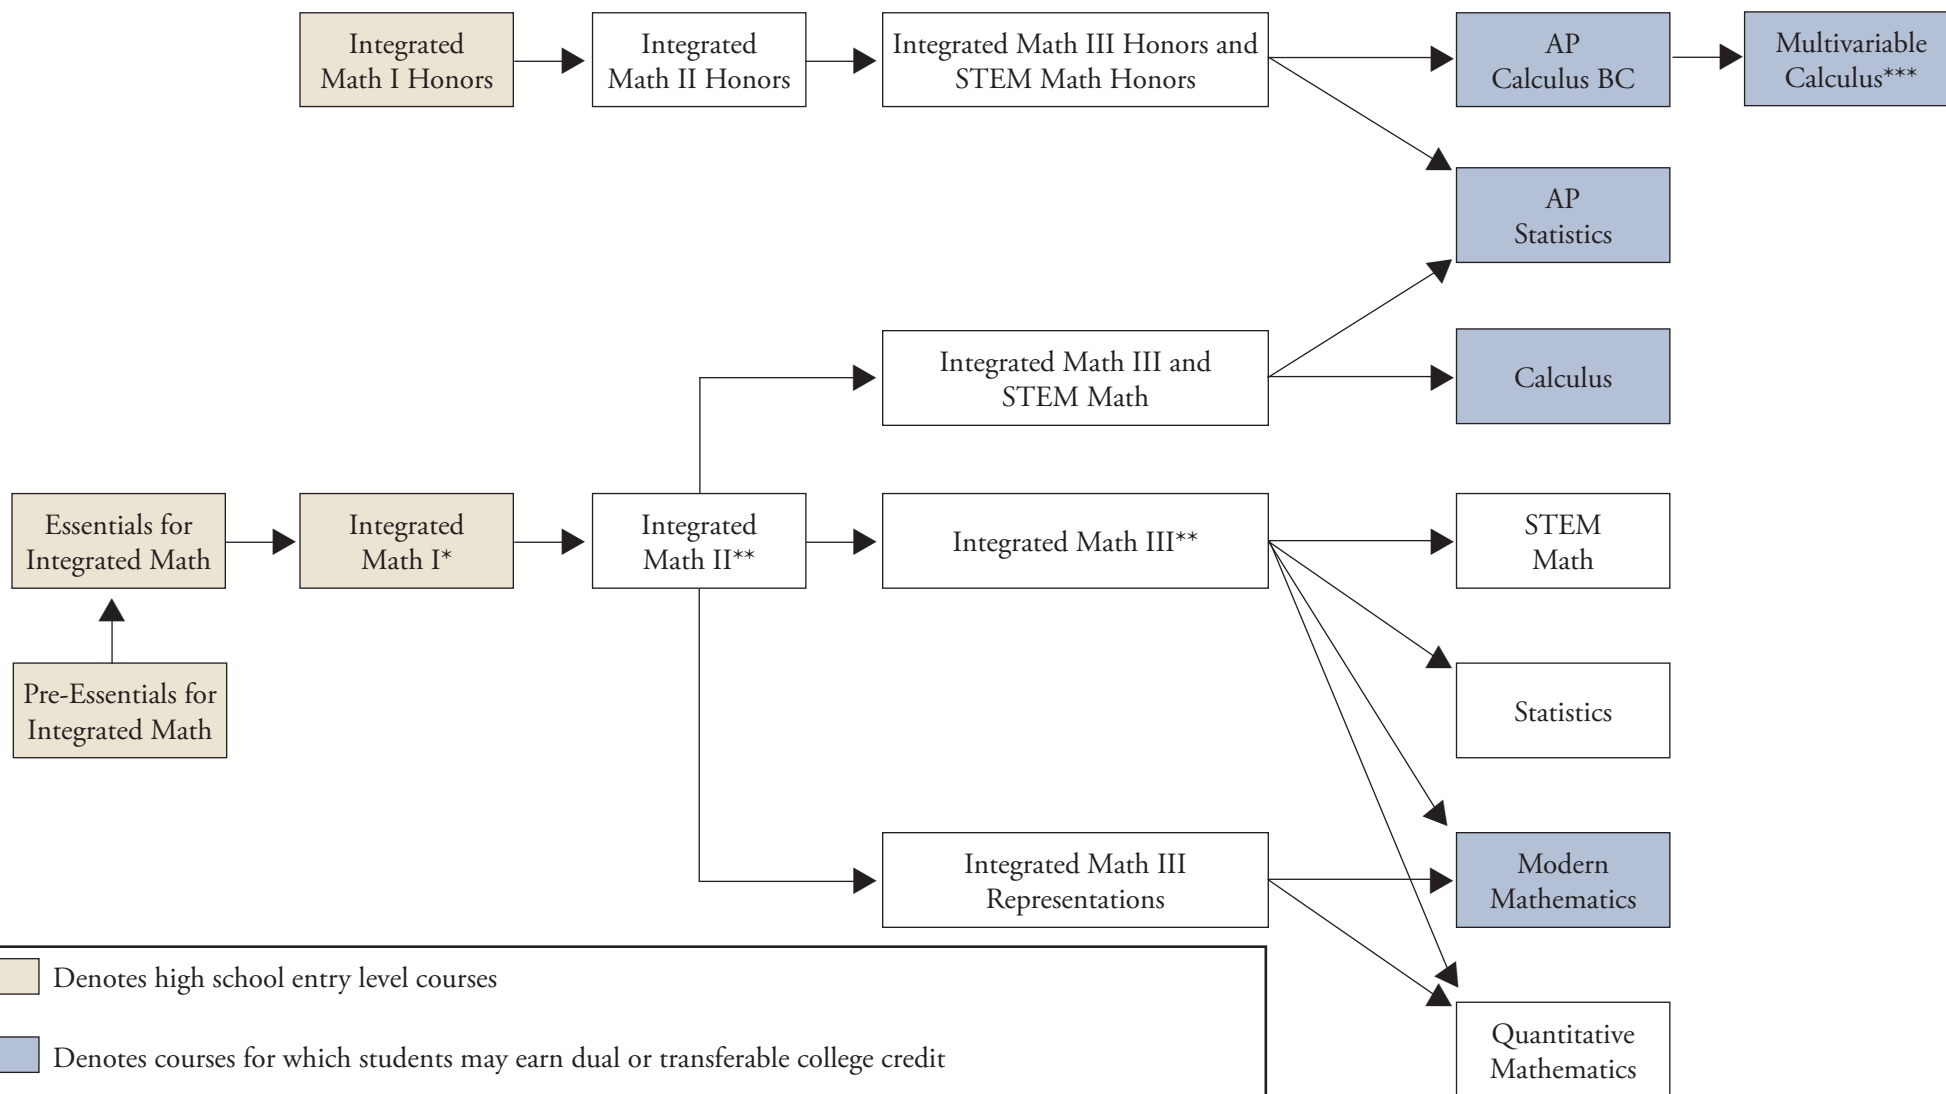 Integrated
Math I Honors
Integrated
Math II Honors
Integrated Math III Honors and
STEM Math Honors
AP
Calculus BC
Multivariable
Calculus***
AP
Statistics
Integrated Math III and
STEM Math
Calculus
Essentials for
Integrated Math
Integrated
Math I*
Integrated
Math II**
Integrated Math III**
STEM
Math
Pre-Essentials for
Integrated Math
Statistics
Integrated Math III
Representations
Modern
Mathematics
Denotes high school entry level courses
Quantitative
Mathematics
Denotes courses for which students may earn dual or transferable college credit